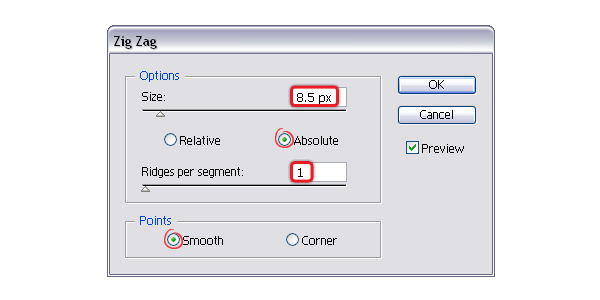 Zig Zag
Options
Size: 8.5 px
Relative Absolute
Ridges per segment: 1
Points
Smooth Corner
OK
Cancel
Preview